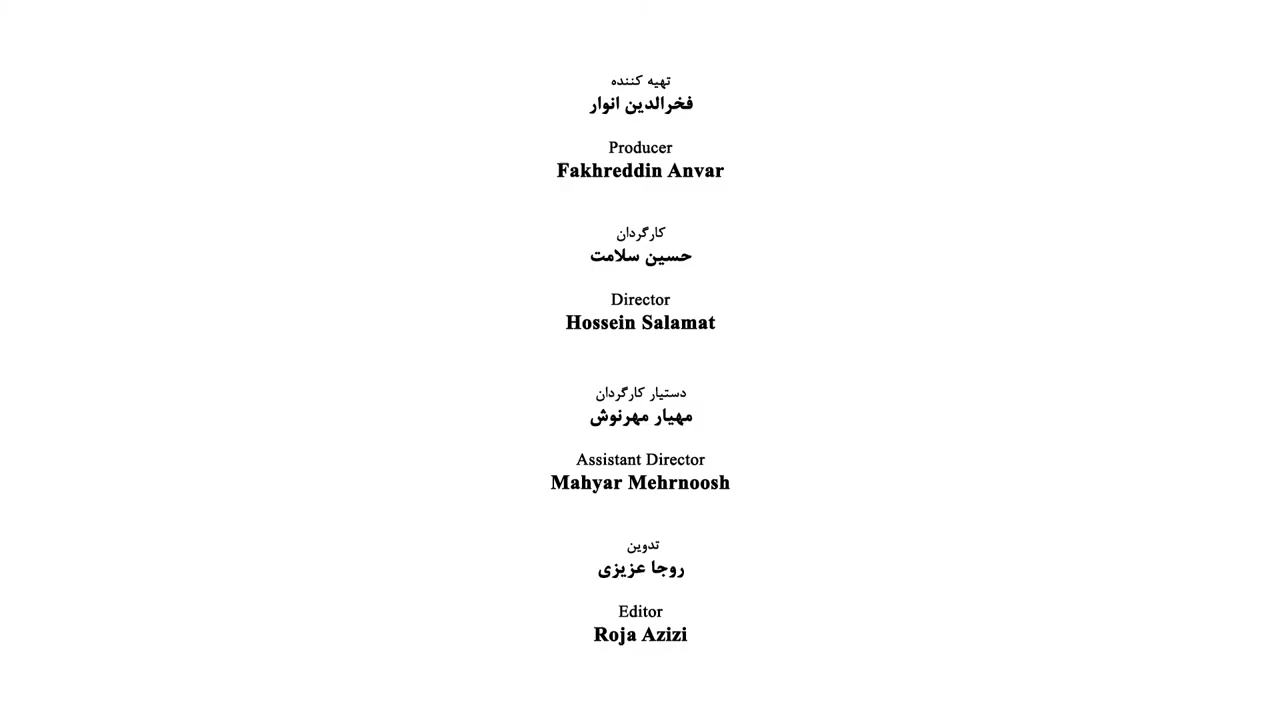 تهیه کننده
فخرالدین انوار
Producer
Fakhreddin Anvar
کارگردان
حسین سلامت
Director
Hossein Salamat
دستیار کارگردان
مهیار مهرنوش
Assistant Director
Mahyar Mehrnoosh
تدوین
روجا عزیزی
Editor
Roja Azizi